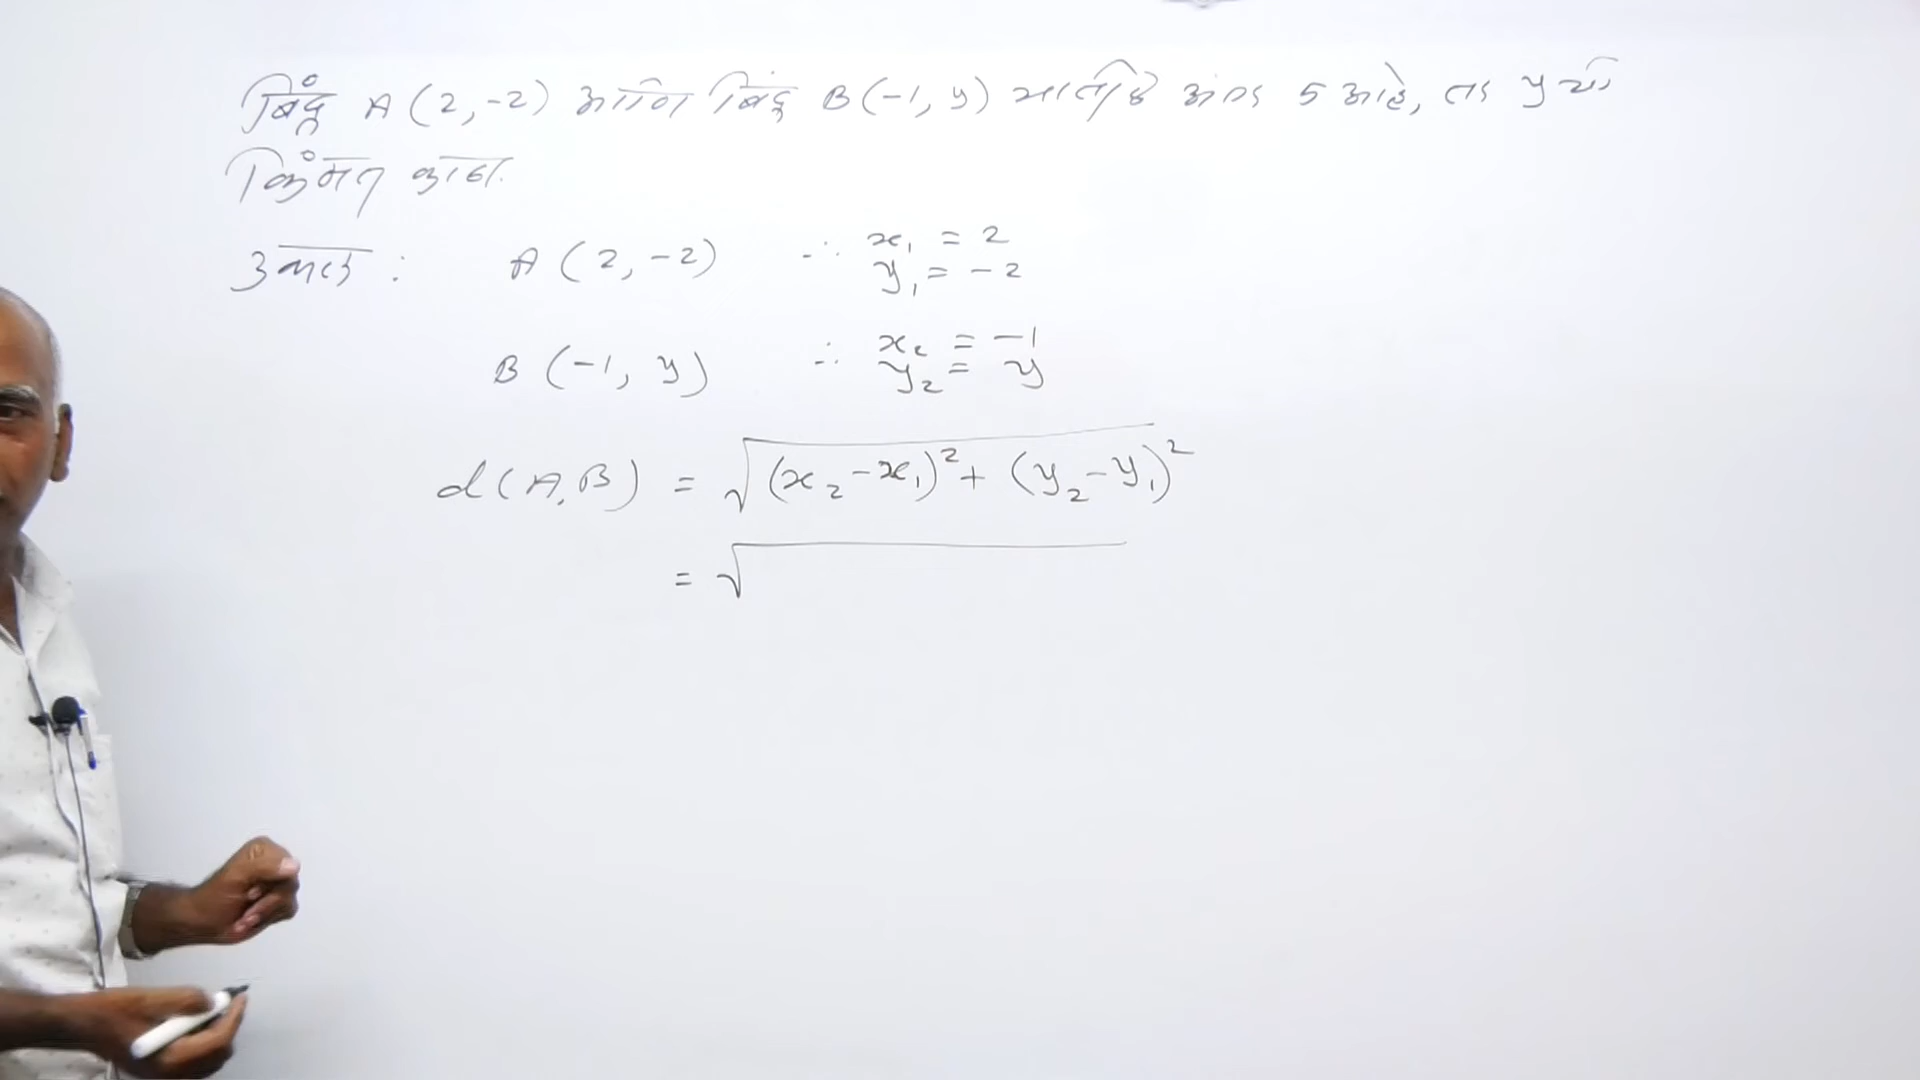 बिंदू A (2, -2) आणि बिंदू B (-1, y) यातील अंतर 5 आहे, तर y ची
किंमत काढा.
उकल : A (2, -2) ∴ x₁ = 2
y₁ = -2
B (-1, y) ∴ x₂ = -1
y₂ = y
d(A, B) = √((x₂ - x₁)² + (y₂ - y₁)²)
= √